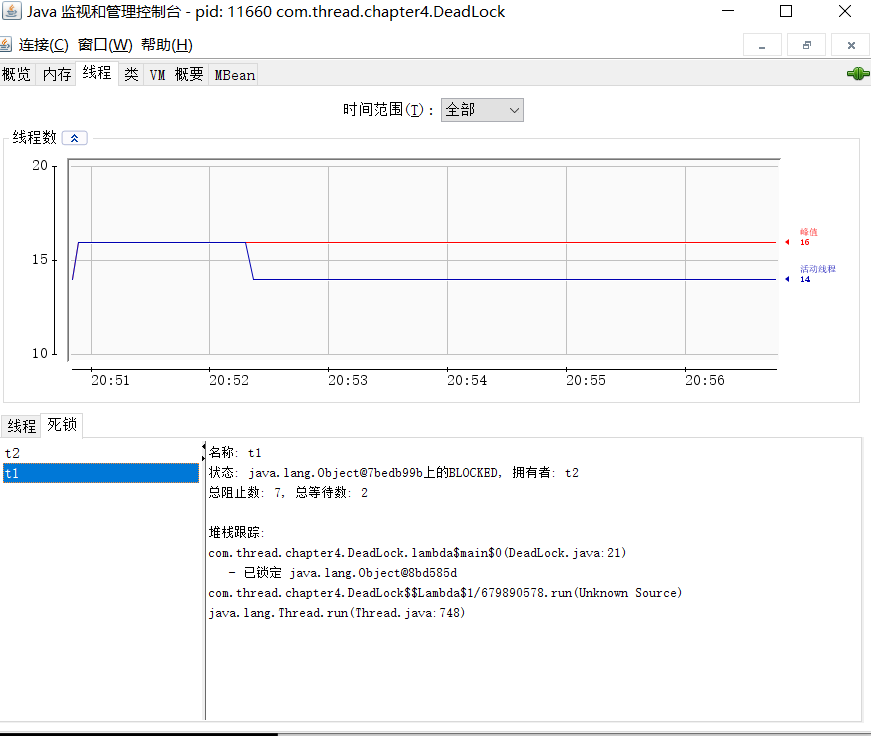 Java 监视和管理控制台 - pid: 11660 com.thread.chapter4.DeadLock
连接(C) 窗口(W) 帮助(H)
概览 内存 线程 类 VM 概要 MBean
时间范围(T): 全部
线程数
20
15
10
峰值
16
活动线程
14
20:51 20:52 20:53 20:54 20:55 20:56
线程 死锁
t2
t1
名称: t1
状态: java.lang.Object@7bedb99b上的BLOCKED, 拥有者: t2
总阻止数: 7, 总等待数: 2
堆栈跟踪:
com.thread.chapter4.DeadLock.lambda$main$0(DeadLock.java:21)
- 已锁定 java.lang.Object@8bd585d
com.thread.chapter4.DeadLock$$Lambda$1/679890578.run(Unknown Source)
java.lang.Thread.run(Thread.java:748)